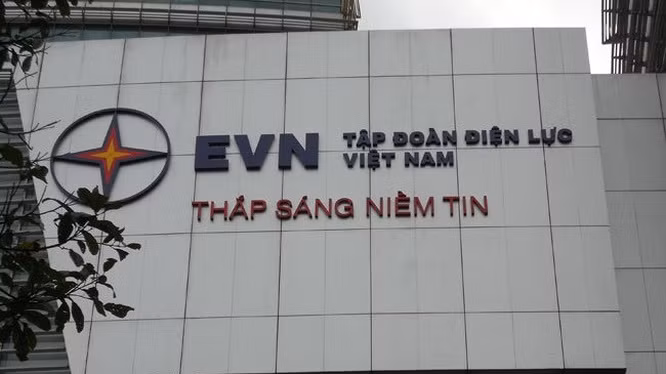 EVN TẬP ĐOÀN ĐIỆN LỰC
VIỆT NAM
THẮP SÁNG NIỀM TIN